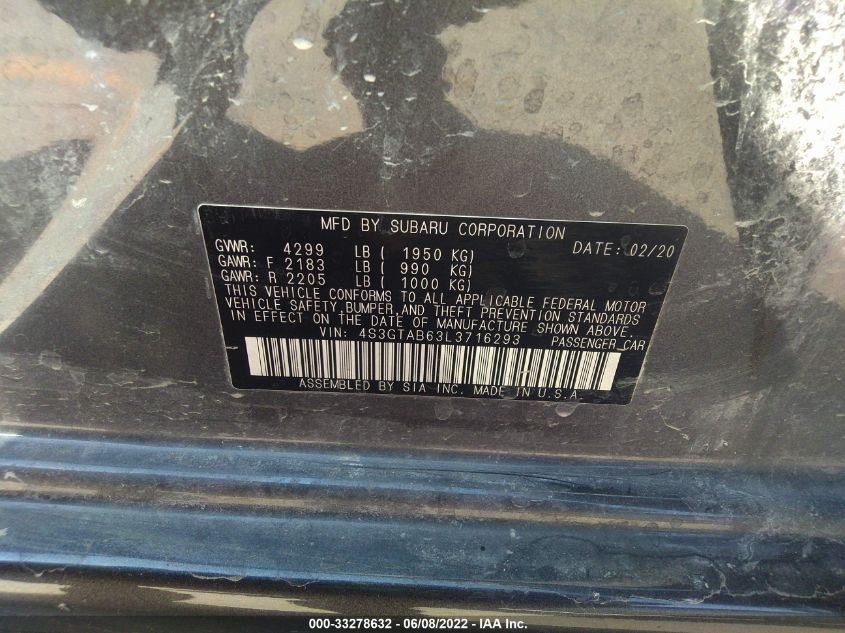 MFD BY SUBARU CORPORATION
GVWR: 4299 LB ( 1950 KG) DATE: 02/20
GAWR: F 2183 LB ( 990 KG)
GAWR: R 2205 LB ( 1000 KG)
THIS VEHICLE CONFORMS TO ALL APPLICABLE FEDERAL MOTOR
VEHICLE SAFETY, BUMPER, AND THEFT PREVENTION STANDARDS
IN EFFECT ON THE DATE OF MANUFACTURE SHOWN ABOVE.
VIN: 4S3GTAB63L3716293 PASSENGER CAR
ASSEMBLED BY SIA INC. MADE IN U.S.A.
000-33278632 - 06/08/2022 - IAA Inc.